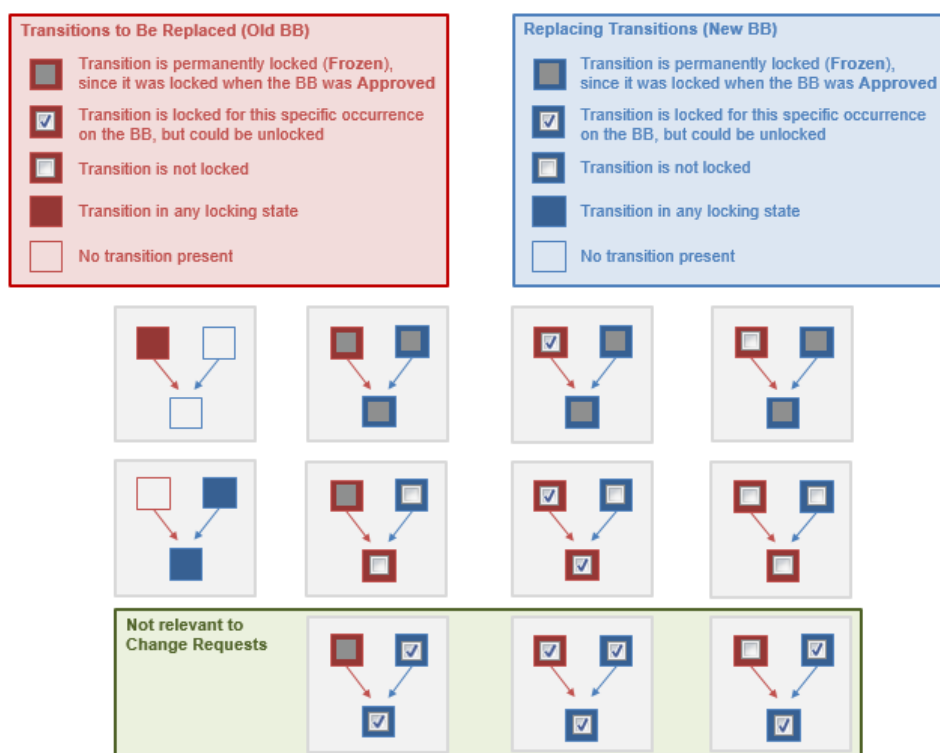 Transitions to Be Replaced (Old BB)
Transition is permanently locked (Frozen),
since it was locked when the BB was Approved
Transition is locked for this specific occurrence
on the BB, but could be unlocked
Transition is not locked
Transition in any locking state
No transition present
Replacing Transitions (New BB)
Transition is permanently locked (Frozen),
since it was locked when the BB was Approved
Transition is locked for this specific occurrence
on the BB, but could be unlocked
Transition is not locked
Transition in any locking state
No transition present
Not relevant to
Change Requests